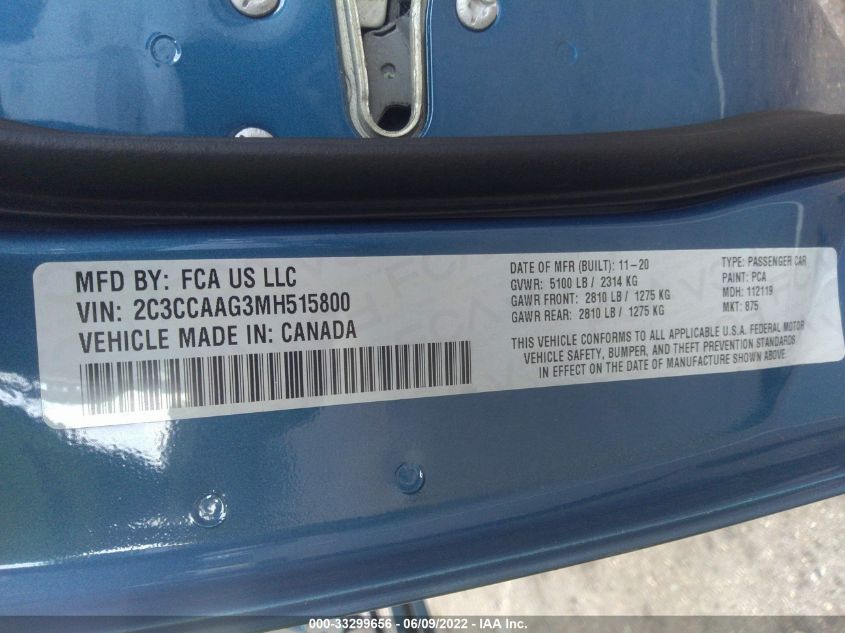 MFD BY: FCA US LLC
VIN: 2C3CCAAG3MH515800
VEHICLE MADE IN: CANADA
DATE OF MFR (BUILT): 11-20
GVWR: 5100 LB / 2314 KG
GAWR FRONT: 2810 LB / 1275 KG
GAWR REAR: 2810 LB / 1275 KG
TYPE: PASSENGER CAR
PAINT: PCA
MDH: 112119
MKT: 875
THIS VEHICLE CONFORMS TO ALL APPLICABLE U.S.A. FEDERAL MOTOR
VEHICLE SAFETY, BUMPER, AND THEFT PREVENTION STANDARDS
IN EFFECT ON THE DATE OF MANUFACTURE SHOWN ABOVE.
000-33299656 - 06/09/2022 - IAA Inc.